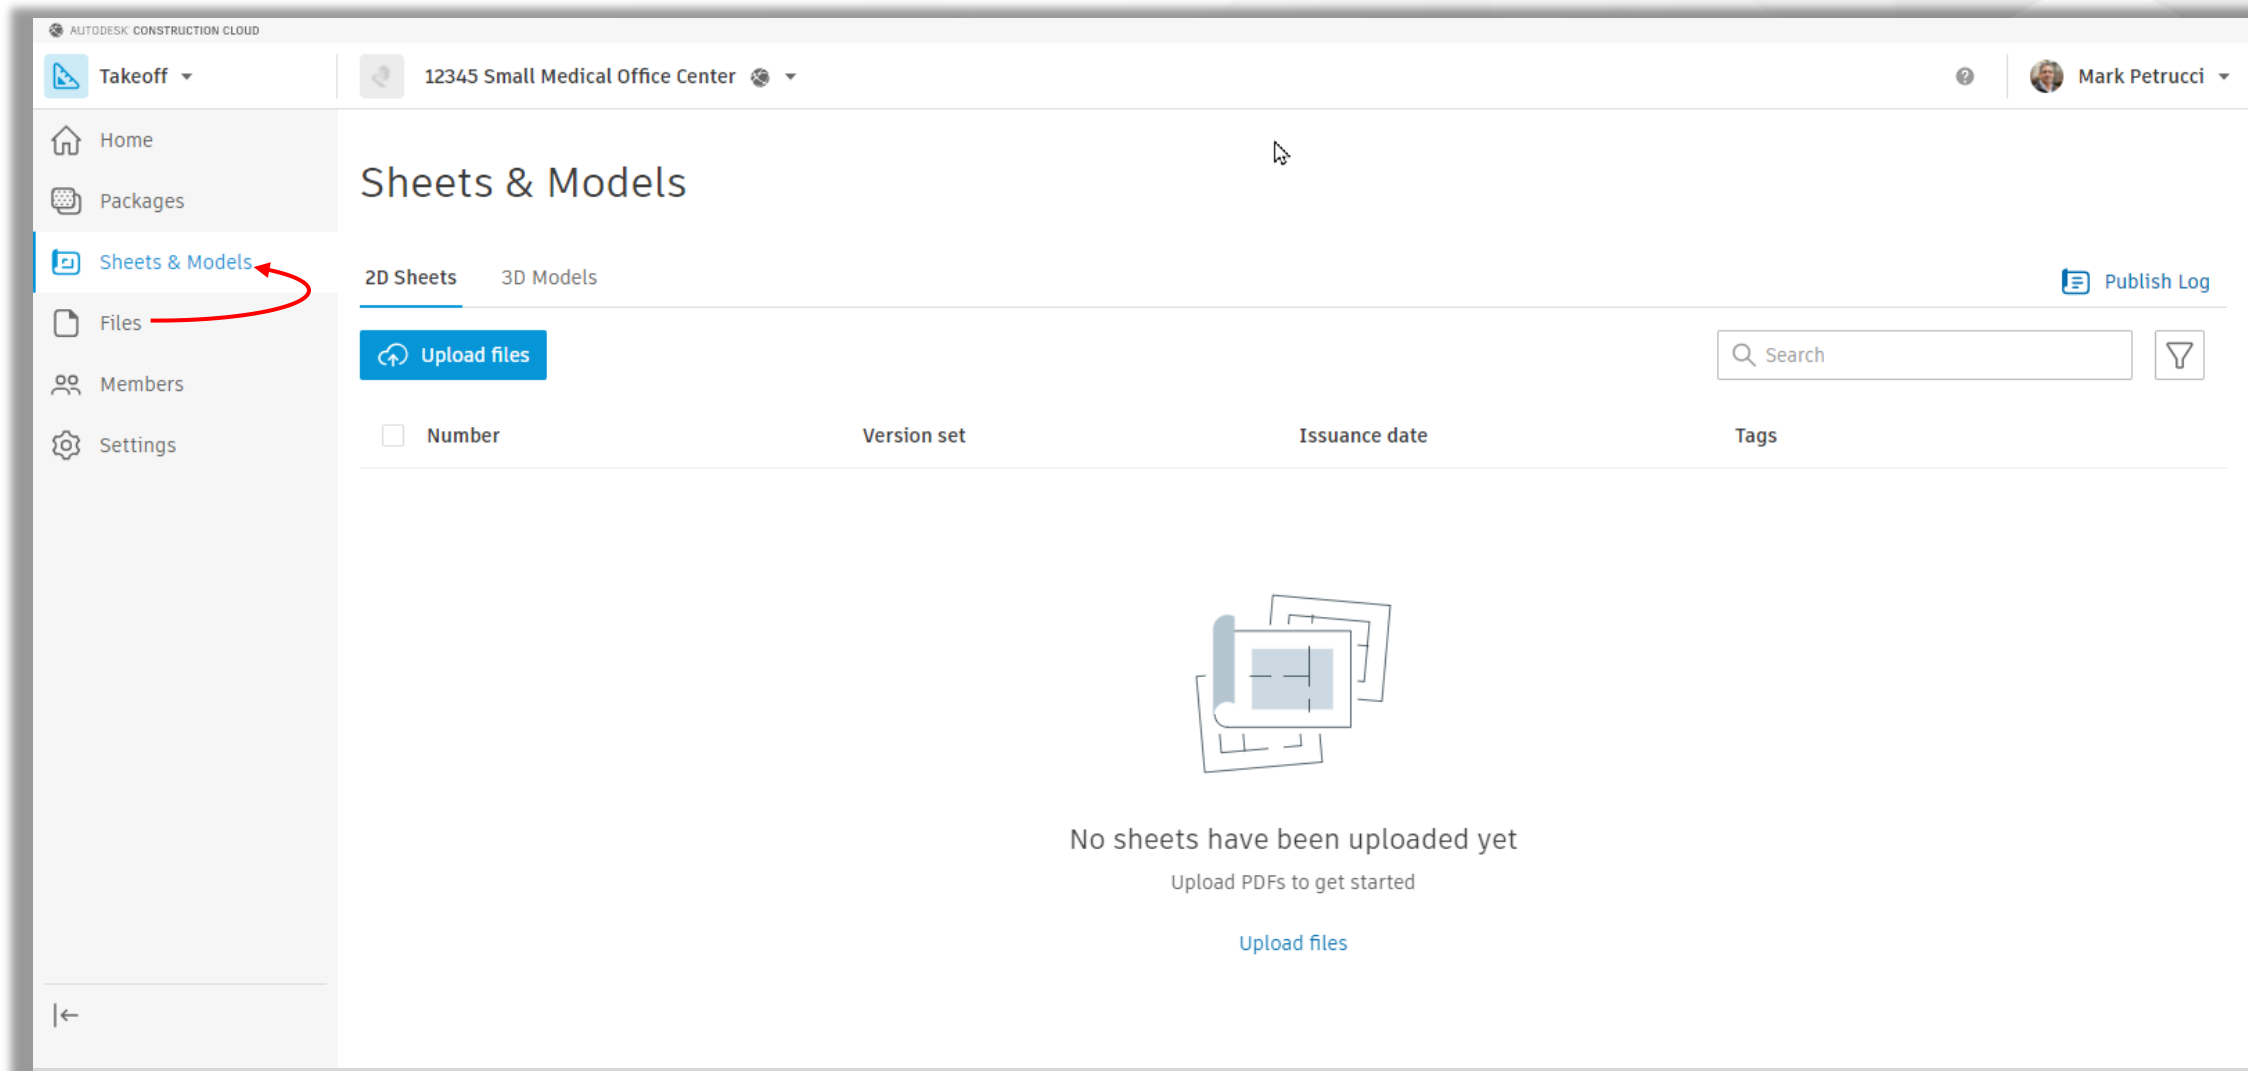 AUTODESK CONSTRUCTION CLOUD
Takeoff
12345 Small Medical Office Center
Mark Petrucci
Home
Packages
Sheets & Models
Files
Members
Settings
Sheets & Models
2D Sheets 3D Models
Publish Log
Upload files
Search
Number Version set Issuance date Tags
No sheets have been uploaded yet
Upload PDFs to get started
Upload files